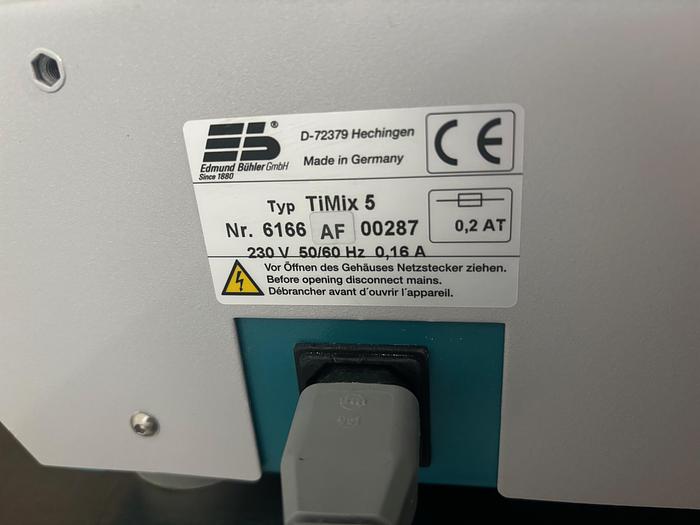 Eb ®
Edmund Bühler GmbH
Since 1880
D-72379 Hechingen
Made in Germany
CE
Typ TiMix 5
Nr. 6166 AF 00287
230 V 50/60 Hz 0,16 A
0,2 AT
Vor Öffnen des Gehäuses Netzstecker ziehen.
Before opening disconnect mains.
Débrancher avant d´ouvrir l´appareil.